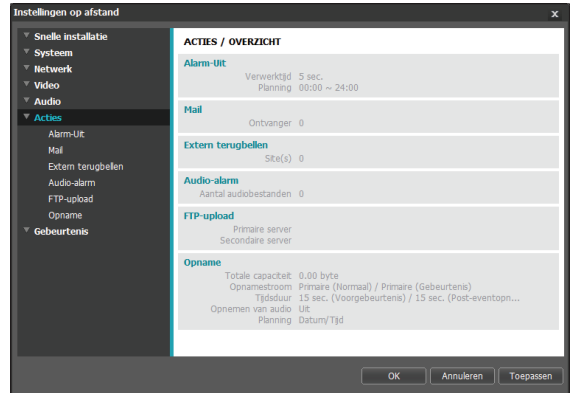 Instellingen op afstand
x
Snelle installatie
Systeem
Netwerk
Video
Audio
Acties
Alarm-Uit
Mail
Extern terugbellen
Audio-alarm
FTP-upload
Opname
Gebeurtenis
ACTIES / OVERZICHT
Alarm-Uit
Verwerktijd 5 sec.
Planning 00:00 ~ 24:00
Mail
Ontvanger 0
Extern terugbellen
Site(s) 0
Audio-alarm
Aantal audiobestanden 0
FTP-upload
Primaire server
Secondaire server
Opname
Totale capaciteit 0.00 byte
Opnamestroom Primaire (Normaal) / Primaire (Gebeurtenis)
Tijdsduur 15 sec. (Voorgebeurtenis) / 15 sec. (Post-eventopn...
Opnemen van audio Uit
Planning Datum/Tijd
OK Annuleren Toepassen